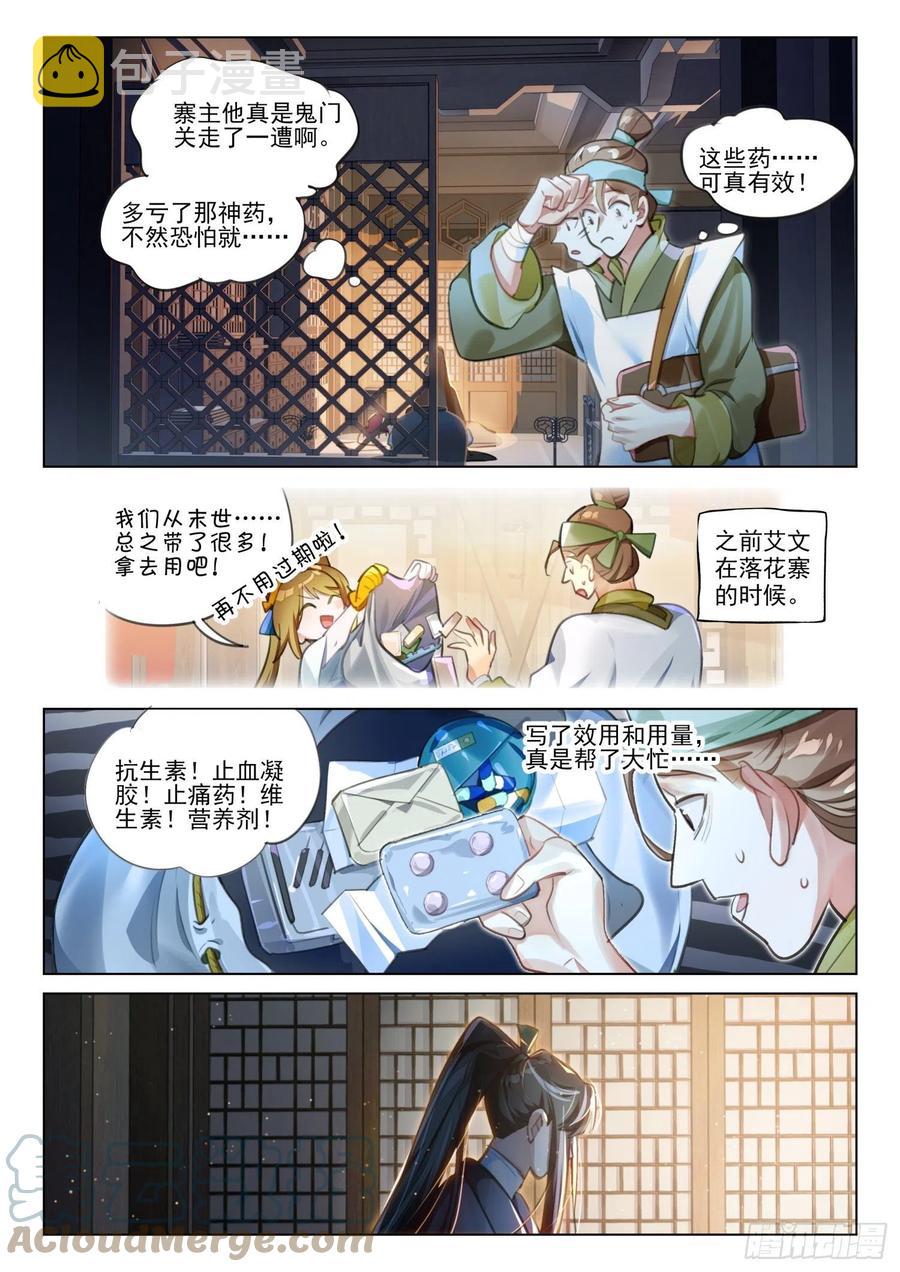 包子漫畫
寨主他真是鬼门
关走了一遭啊。
多亏了那神药，
不然恐怕就……
这些药……
可真有效！
我们从末世……
总之带了很多！
拿去用吧！
再不用过期啦！
之前艾文
在落花寨
的时候。
抗生素！止血凝
胶！止痛药！维
生素！营养剂！
写了效用和用量，
真是帮了大忙……
AcloudMerge.com
腾讯动漫